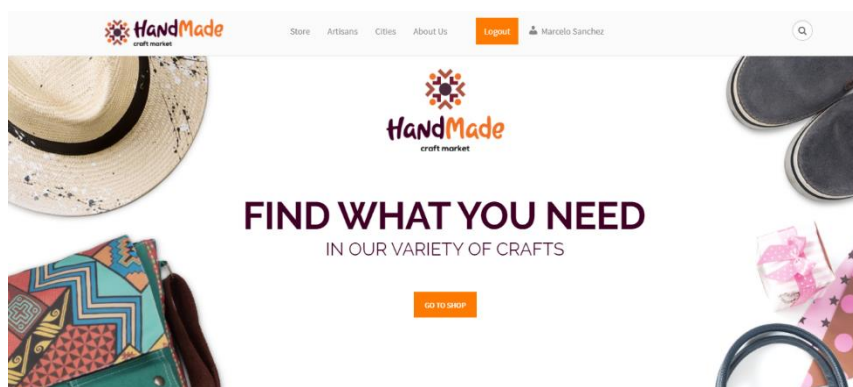 HandMade
craft market
Store Artisans Cities About Us Logout Marcelo Sanchez
HandMade
craft market
FIND WHAT YOU NEED
IN OUR VARIETY OF CRAFTS
GO TO SHOP